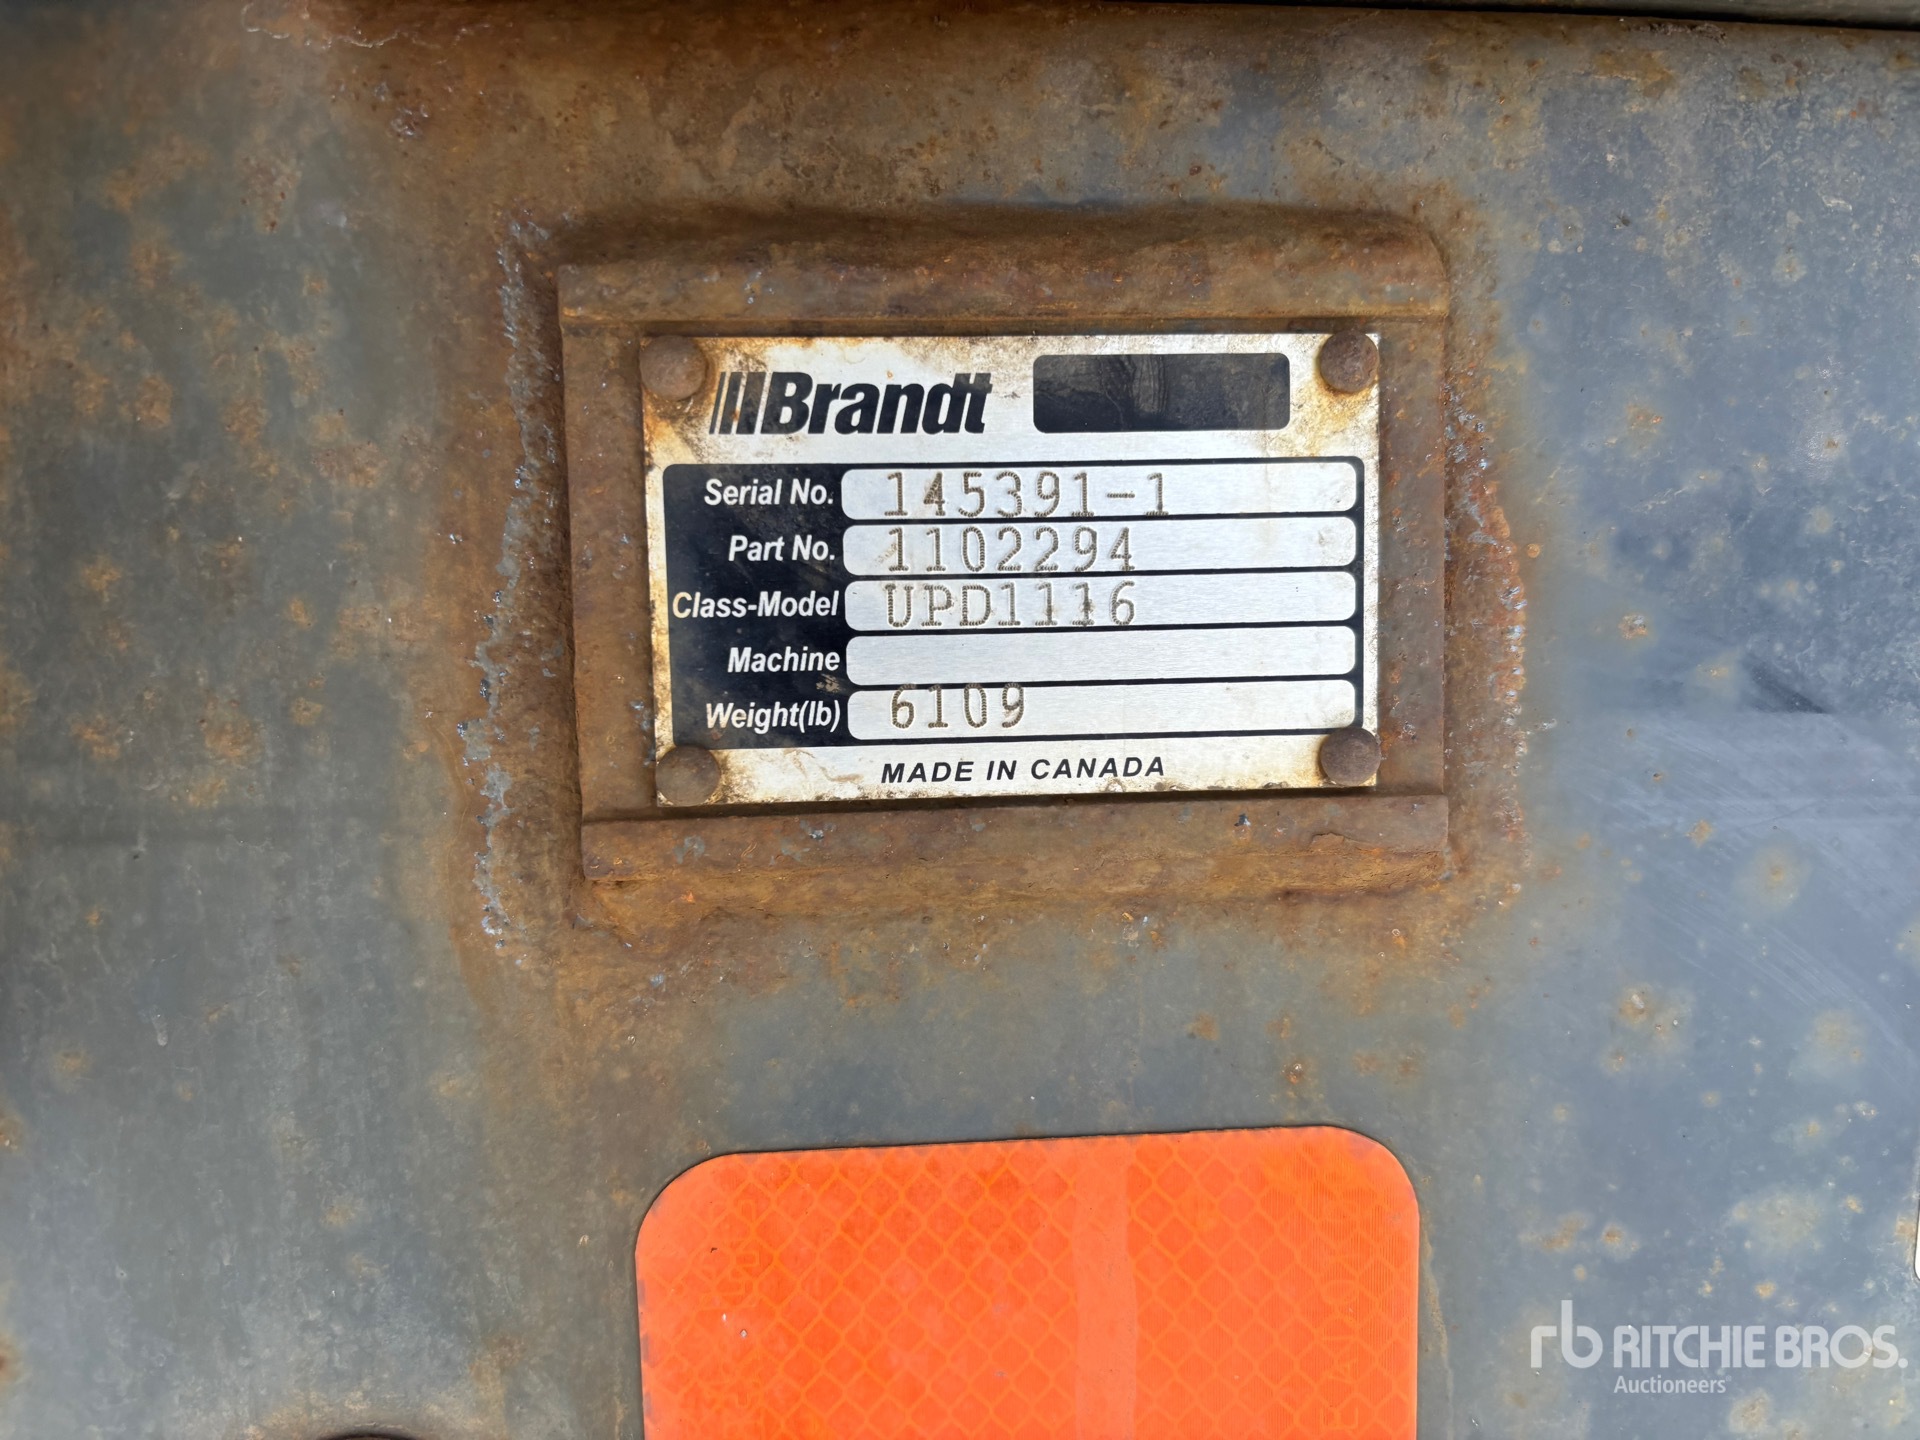 Brandt
Serial No. 145391-1
Part No. 1102294
Class-Model UPD1116
Machine
Weight(lb) 6109
MADE IN CANADA
rb RITCHIE BROS.
Auctioneers